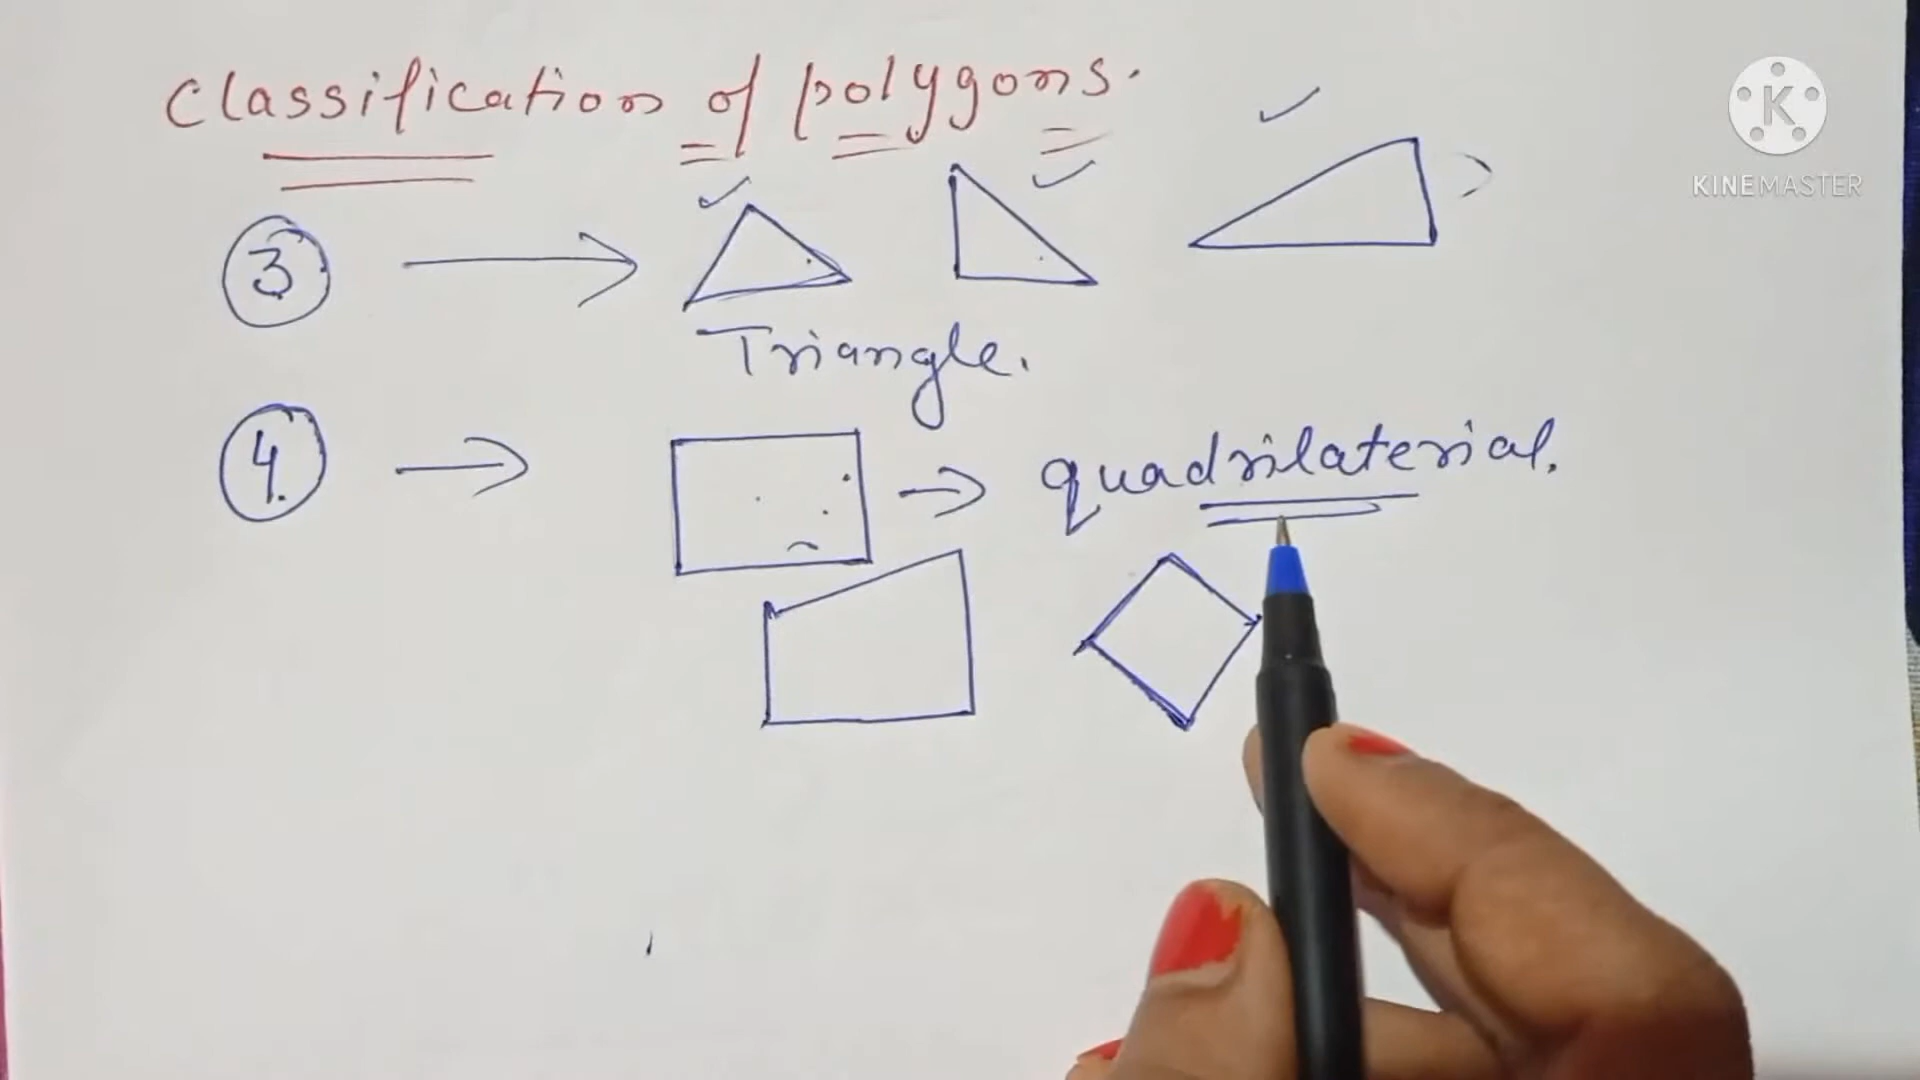 Classification of polygons.
K
KINEMASTER
3
Triangle.
4.
quadrilaterial.